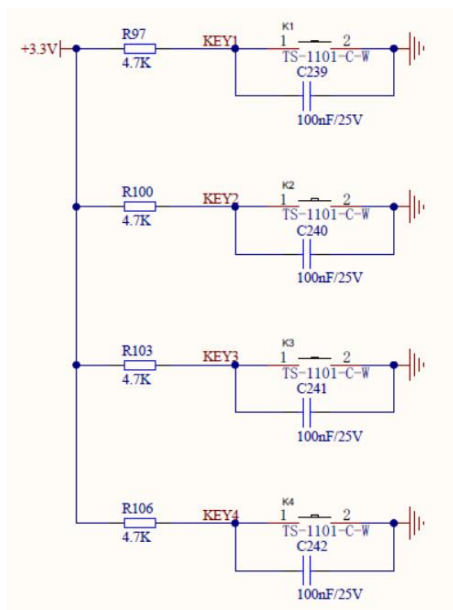 +3.3V
R97
4.7K
KEY1
K1
1 2
TS-1101-C-W
C239
100nF/25V
R100
4.7K
KEY2
K2
1 2
TS-1101-C-W
C240
100nF/25V
R103
4.7K
KEY3
K3
1 2
TS-1101-C-W
C241
100nF/25V
R106
4.7K
KEY4
K4
1 2
TS-1101-C-W
C242
100nF/25V